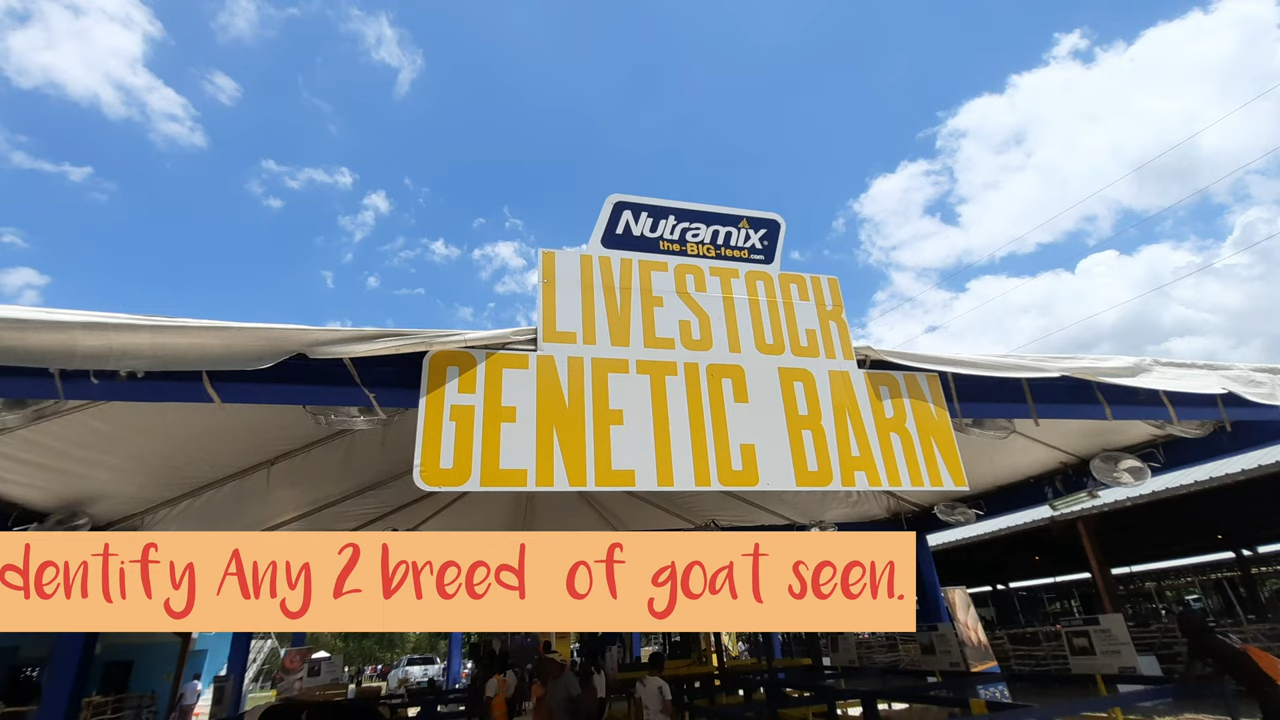 Nutramix
the-BIG-feed.com
LIVESTOCK
GENETIC BARN
dentify Any 2 breed of goat seen.